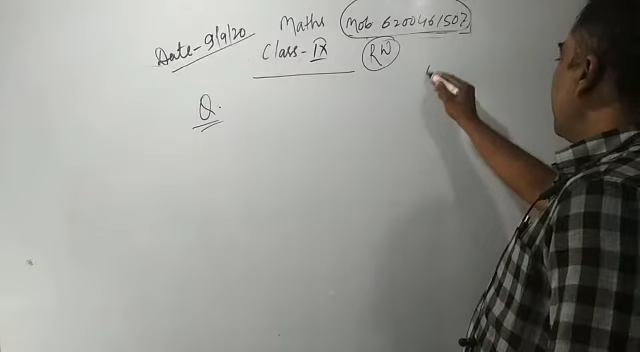 Maths
Mob 6200461507
Date-9/9/20
Class-IX
RW
Q.